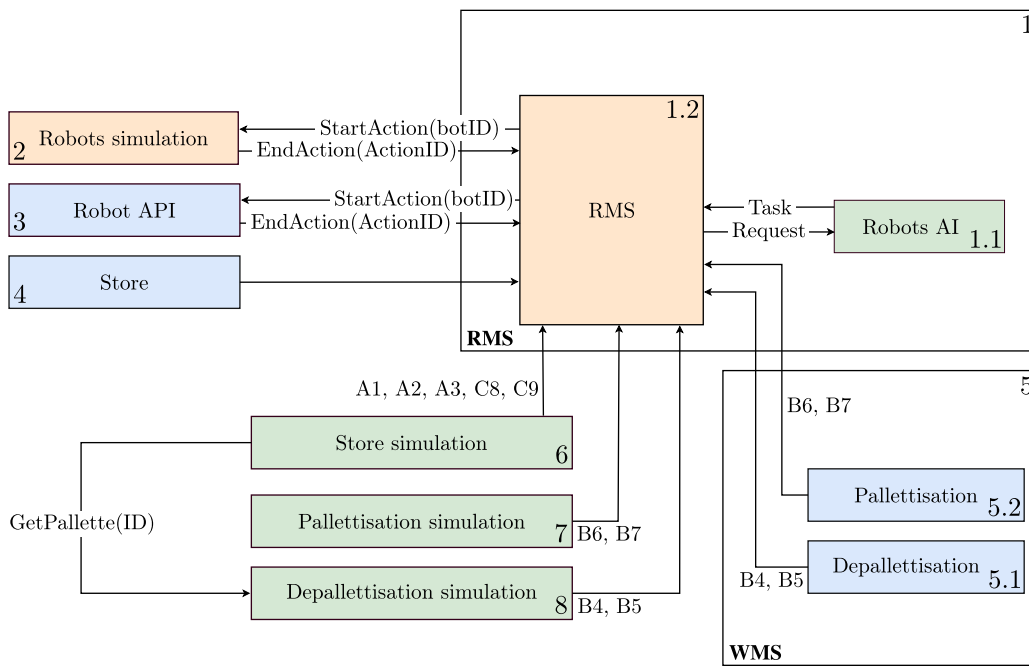 1
1.2
StartAction(botID)
Robots simulation
2
EndAction(ActionID)
StartAction(botID)
Robot API
3
EndAction(ActionID)
RMS
Task
Request
Robots AI
1.1
Store
4
RMS
A1, A2, A3, C8, C9
5
B6, B7
Store simulation
6
GetPallette(ID)
Pallettisation simulation
7
B6, B7
Pallettisation
5.2
Depallettisation simulation
8
B4, B5
Depallettisation
5.1
B4, B5
WMS